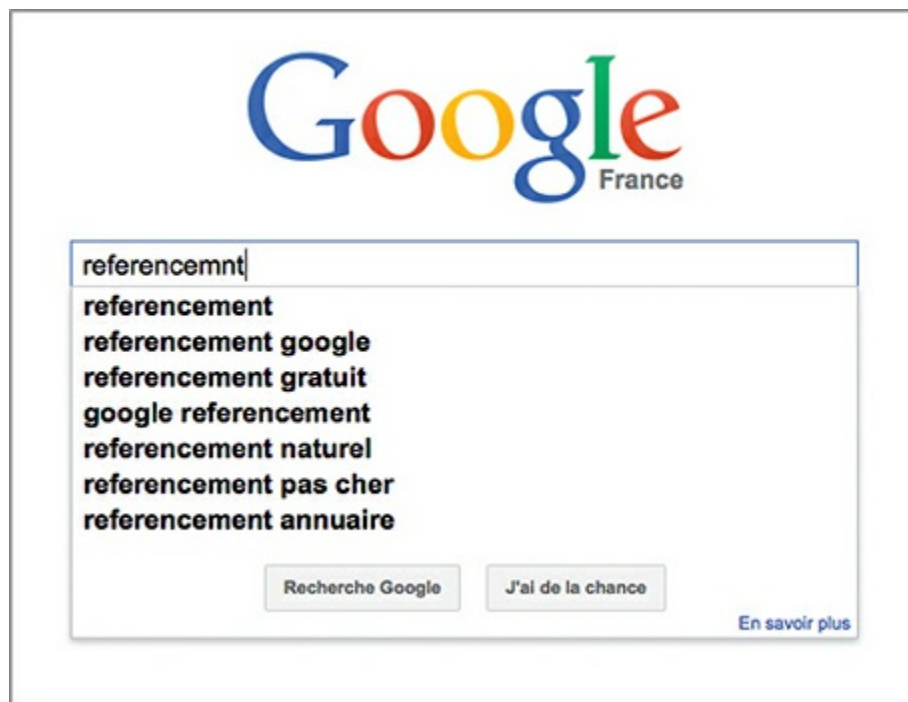 Google
France
referencemnt
referencement
referencement google
referencement gratuit
google referencement
referencement naturel
referencement pas cher
referencement annuaire
Recherche Google J'ai de la chance
En savoir plus